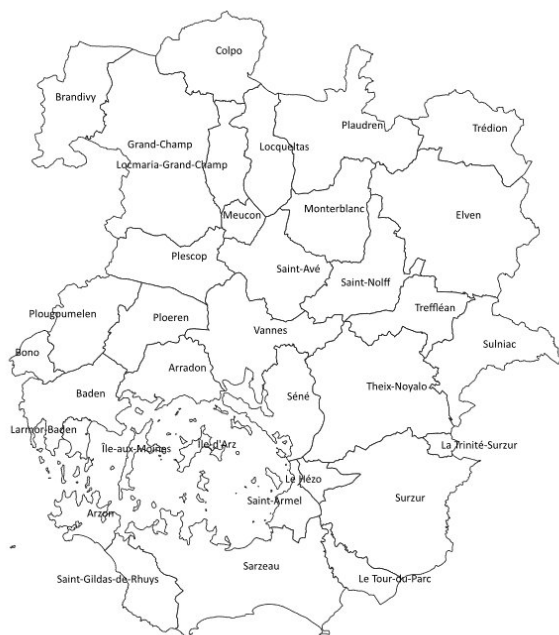 Colpo
Brandivy
Plaudren
Trédion
Grand-Champ
Locqueltas
Locmaria-Grand-Champ
Meucon
Monterblanc
Elven
Plescop
Saint-Avé
Saint-Nolff
Plougoumelen
Ploeren
Vannes
Treffléan
Sulniac
Bono
Arradon
Baden
Séné
Theix-Noyalo
Larmor-Baden
Île-aux-Moines
Île-d'Arz
La Trinité-Surzur
Le Hézo
Saint-Armel
Surzur
Arzon
Sarzeau
Saint-Gildas-de-Rhuys
Le Tour-du-Parc